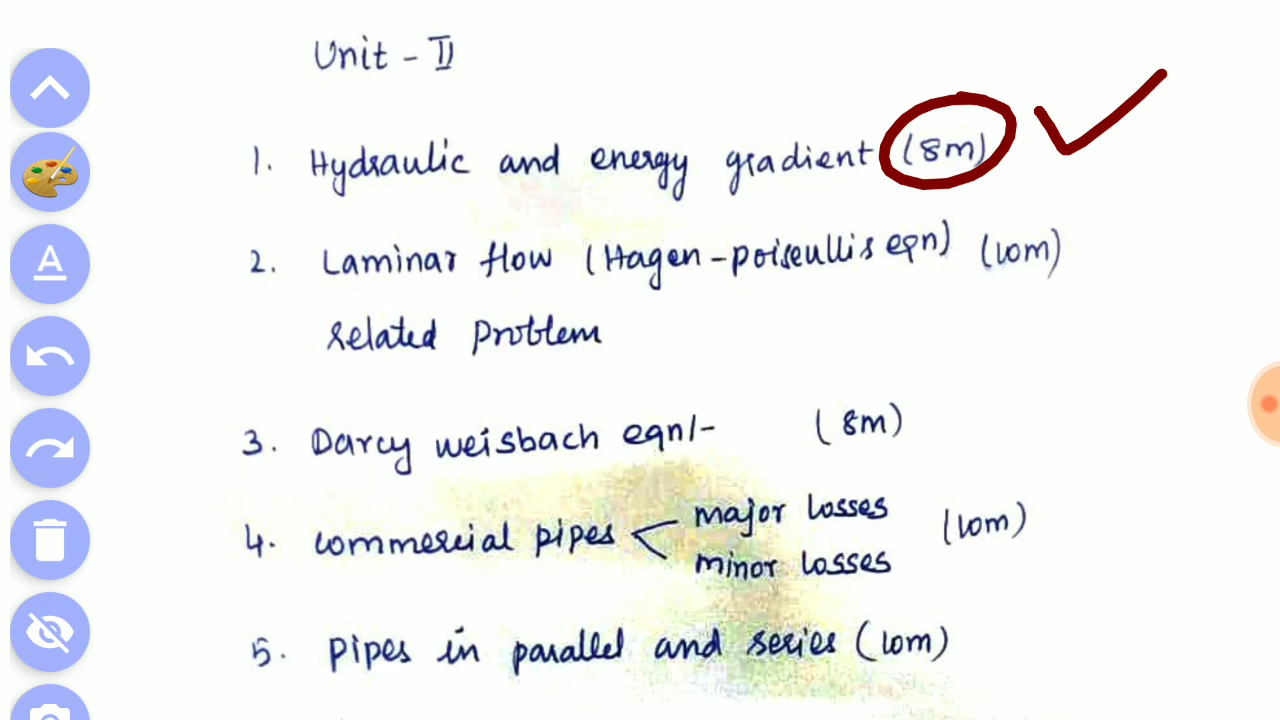 Unit - II
1. Hydraulic and energy gradient (8m)
2. Laminar flow (Hagen-poiseullis eqn) (10m)
related problem
3. Darcy weisbach eqn/- (8m)
4. commercial pipes < major losses (10m)
minor losses
5. pipes in parallel and series (10m)
A